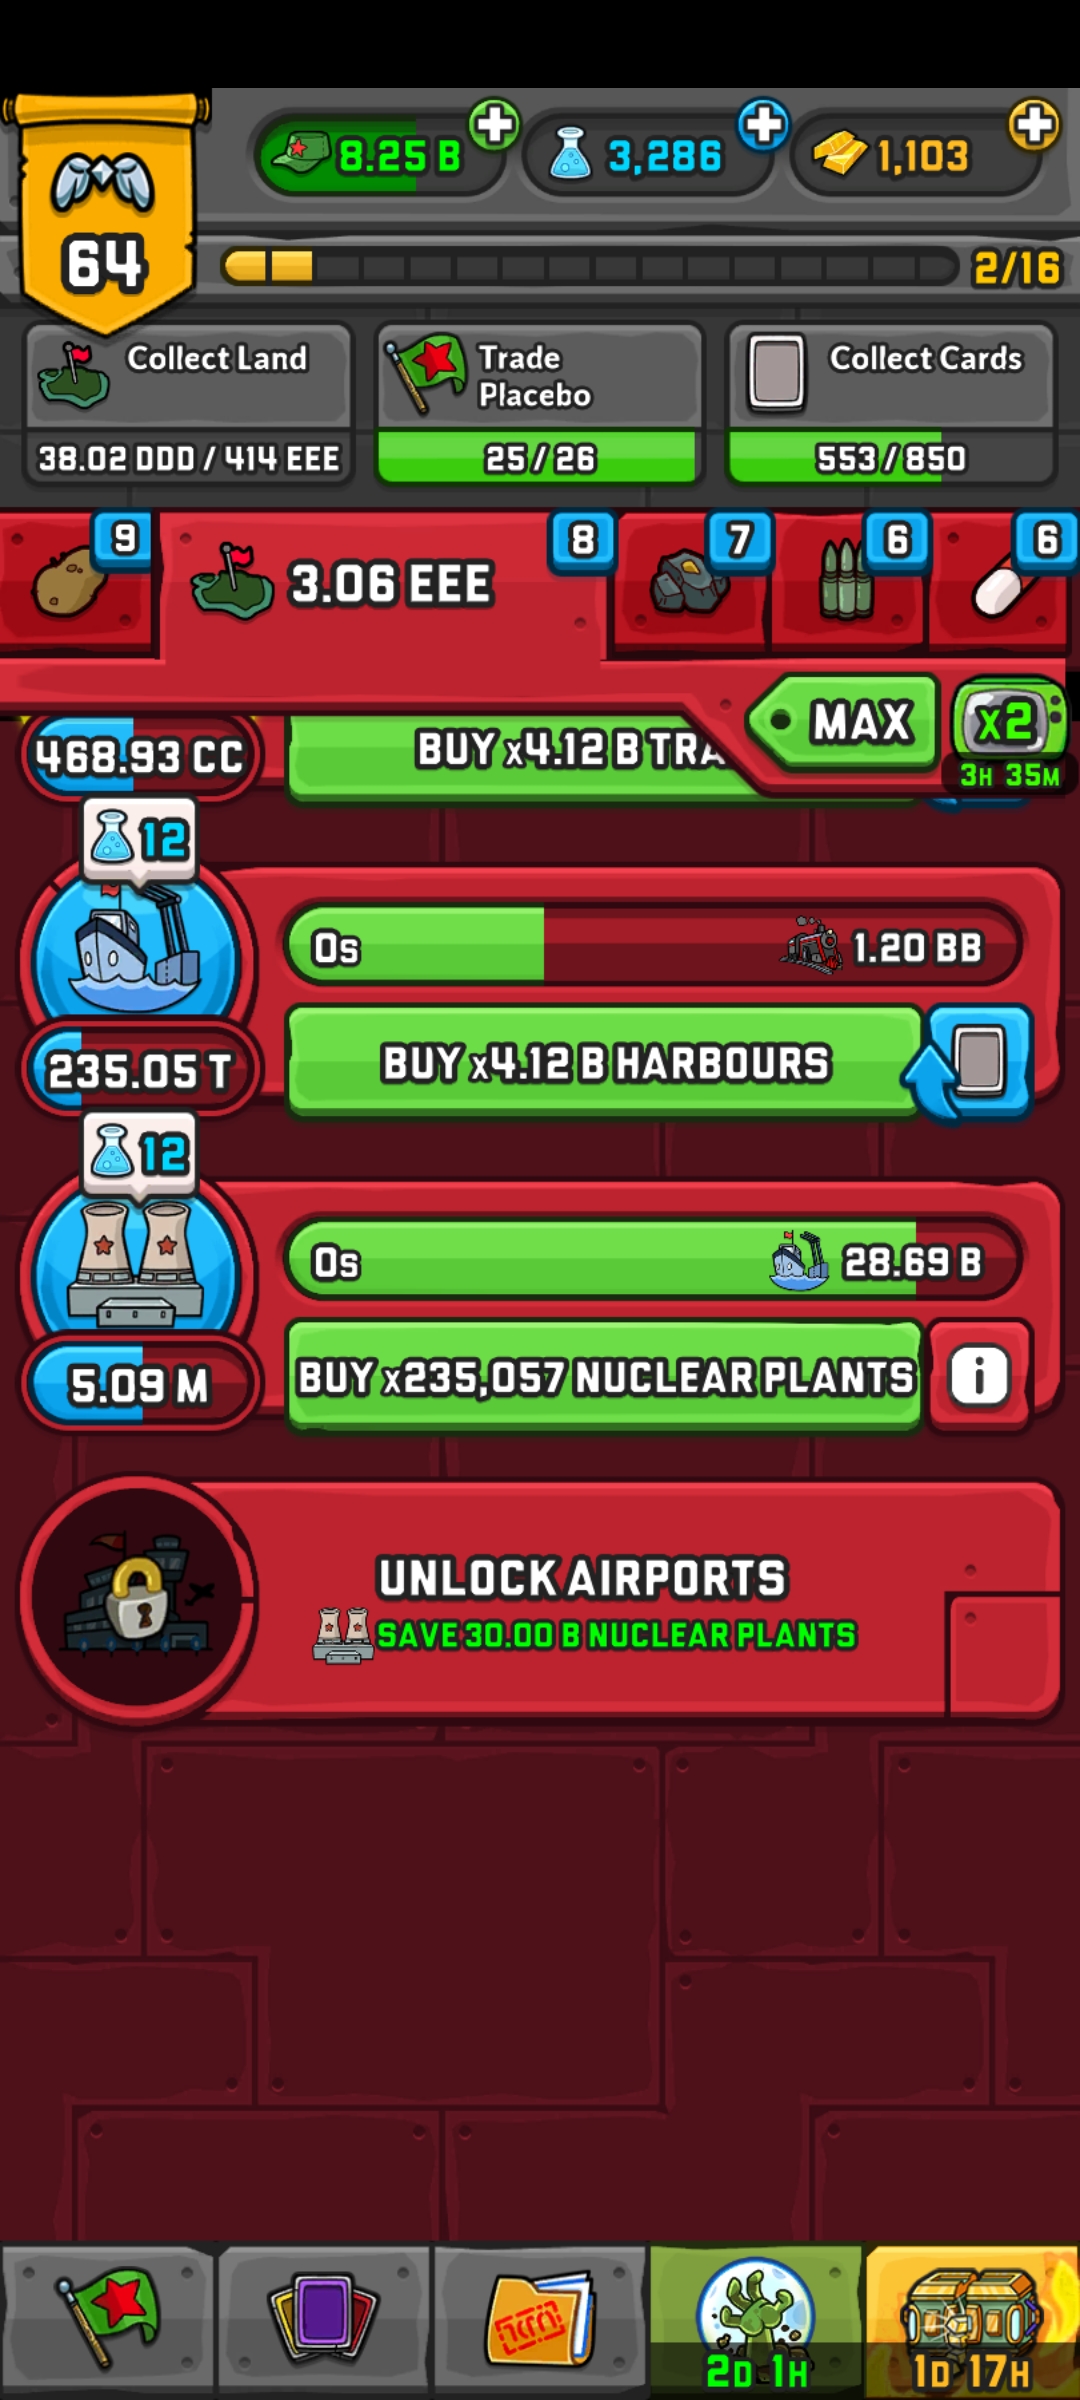 64
8.25 B
3,286
1,103
2/16
Collect Land
38.02 DDD / 414 EEE
Trade
Placebo
25/26
Collect Cards
553/850
9
3.06 EEE
8
7
6
6
MAX
x2
3H 35M
468.93 CC
BUY x4.12 B TRA
12
0s
1.20 BB
235.05 T
BUY x4.12 B HARBOURS
12
0s
28.69 B
5.09 M
BUY x235,057 NUCLEAR PLANTS
i
UNLOCK AIRPORTS
SAVE 30.00 B NUCLEAR PLANTS
2D 1H
1D 17H